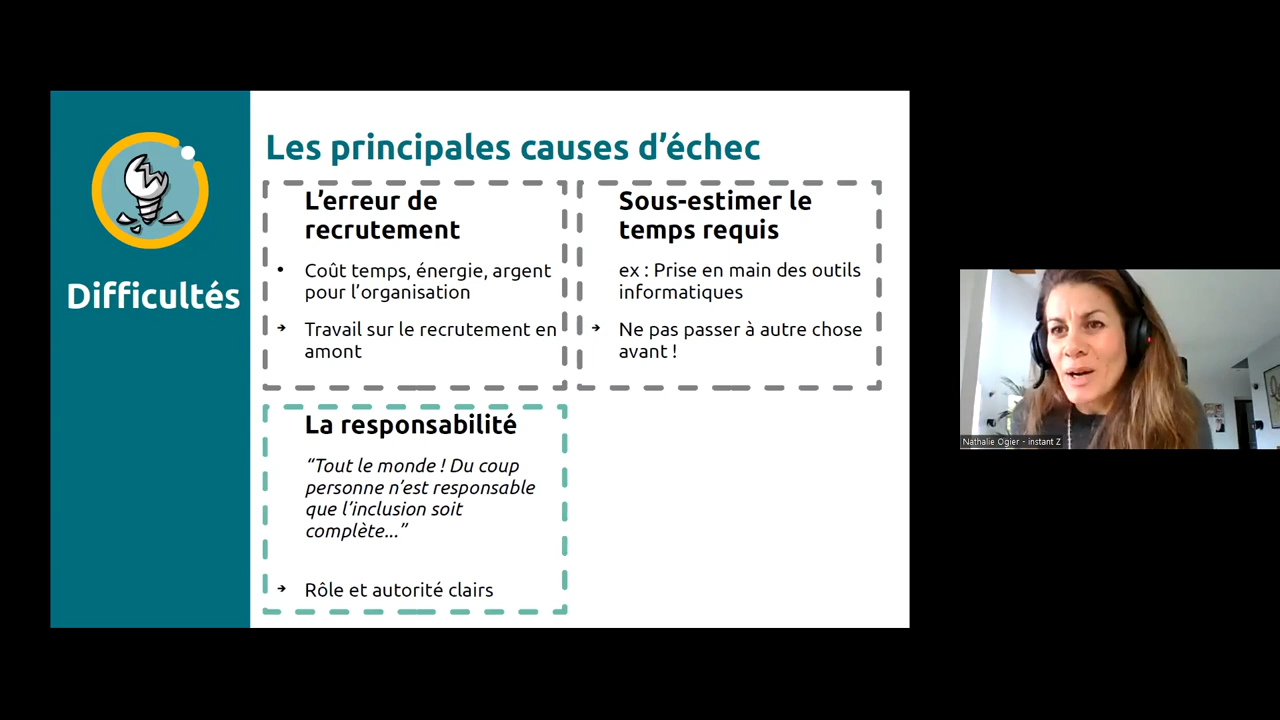 Difficultés
Les principales causes d’échec
L’erreur de
recrutement
• Coût temps, énergie, argent
pour l’organisation
➔ Travail sur le recrutement en
amont
Sous-estimer le
temps requis
ex : Prise en main des outils
informatiques
➔ Ne pas passer à autre chose
avant !
La responsabilité
“Tout le monde ! Du coup
personne n’est responsable
que l’inclusion soit
complète...”
➔ Rôle et autorité clairs
Nathalie Ogier - instant Z